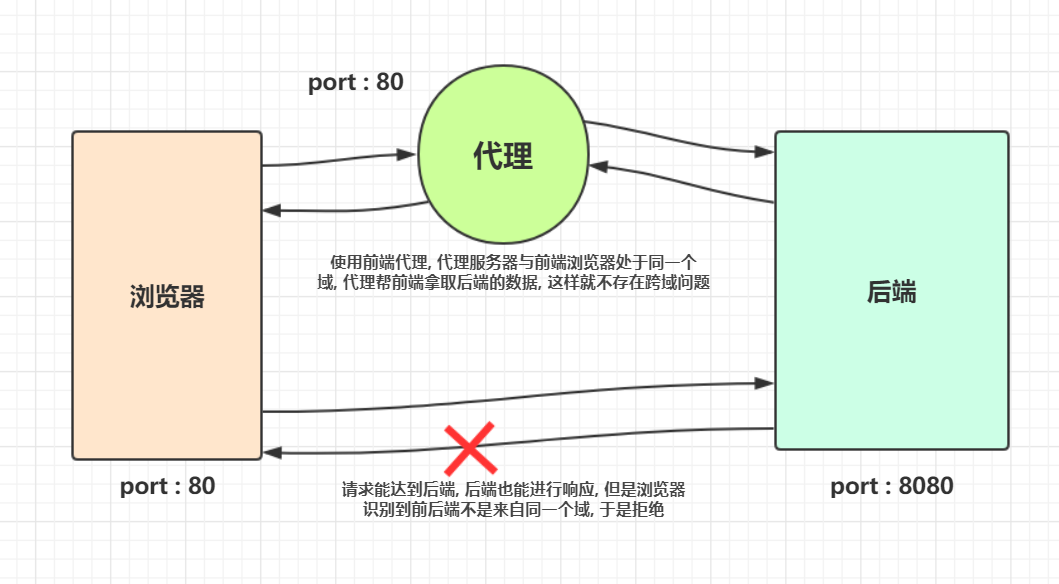 port : 80
代理
使用前端代理, 代理服务器与前端浏览器处于同一个
域, 代理帮前端拿取后端的数据, 这样就不存在跨域问题
浏览器
后端
port : 80
请求能达到后端, 后端也能进行响应, 但是浏览器
识别到前后端不是来自同一个域, 于是拒绝
port : 8080